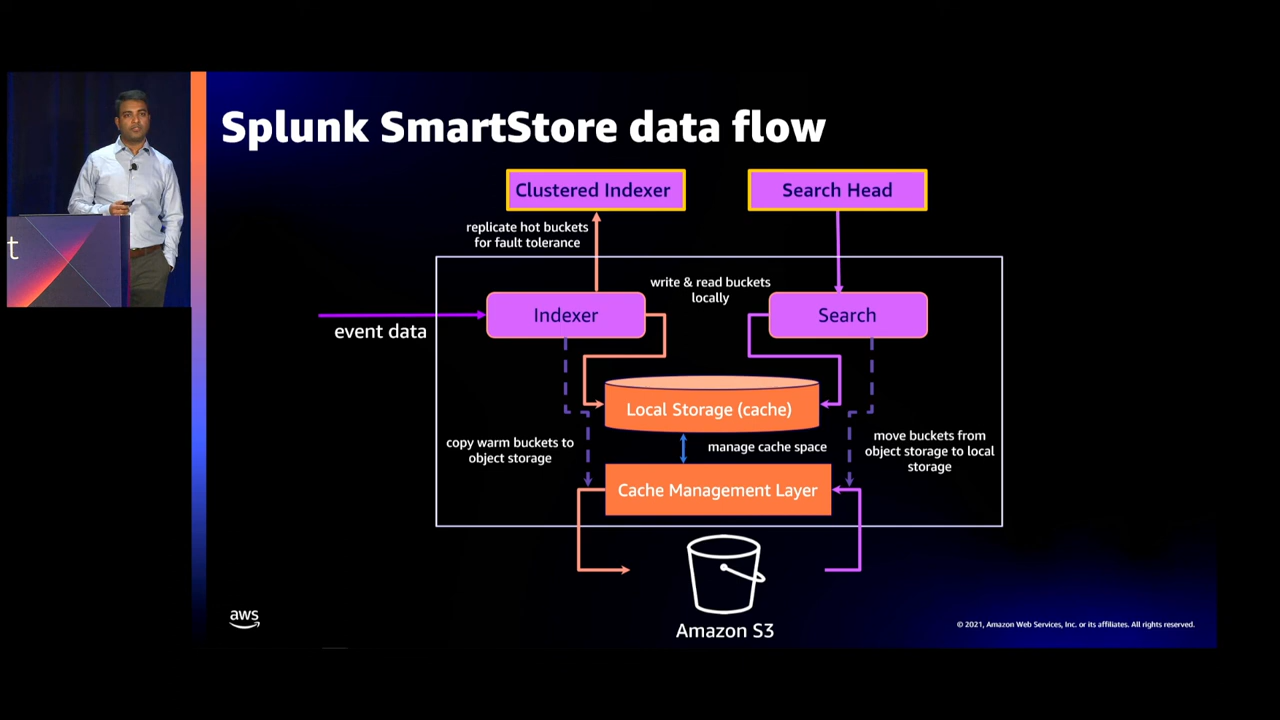 Splunk SmartStore data flow
Clustered Indexer
Search Head
replicate hot buckets
for fault tolerance
write & read buckets
locally
Indexer
Search
event data
Local Storage (cache)
copy warm buckets to
object storage
manage cache space
move buckets from
object storage to local
storage
Cache Management Layer
Amazon S3
aws
© 2021, Amazon Web Services, Inc. or its affiliates. All rights reserved.
t